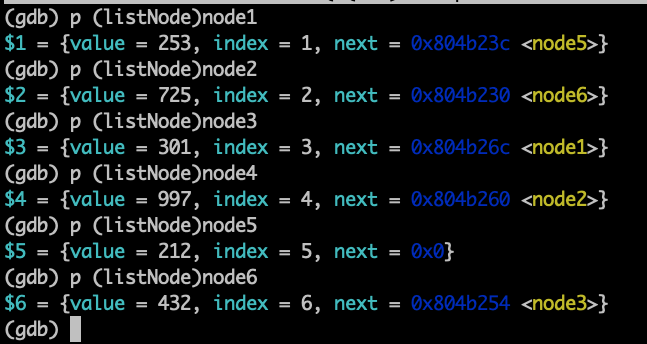 (gdb) p (listNode)node1
$1 = {value = 253, index = 1, next = 0x804b23c <node5>}
(gdb) p (listNode)node2
$2 = {value = 725, index = 2, next = 0x804b230 <node6>}
(gdb) p (listNode)node3
$3 = {value = 301, index = 3, next = 0x804b26c <node1>}
(gdb) p (listNode)node4
$4 = {value = 997, index = 4, next = 0x804b260 <node2>}
(gdb) p (listNode)node5
$5 = {value = 212, index = 5, next = 0x0}
(gdb) p (listNode)node6
$6 = {value = 432, index = 6, next = 0x804b254 <node3>}
(gdb)